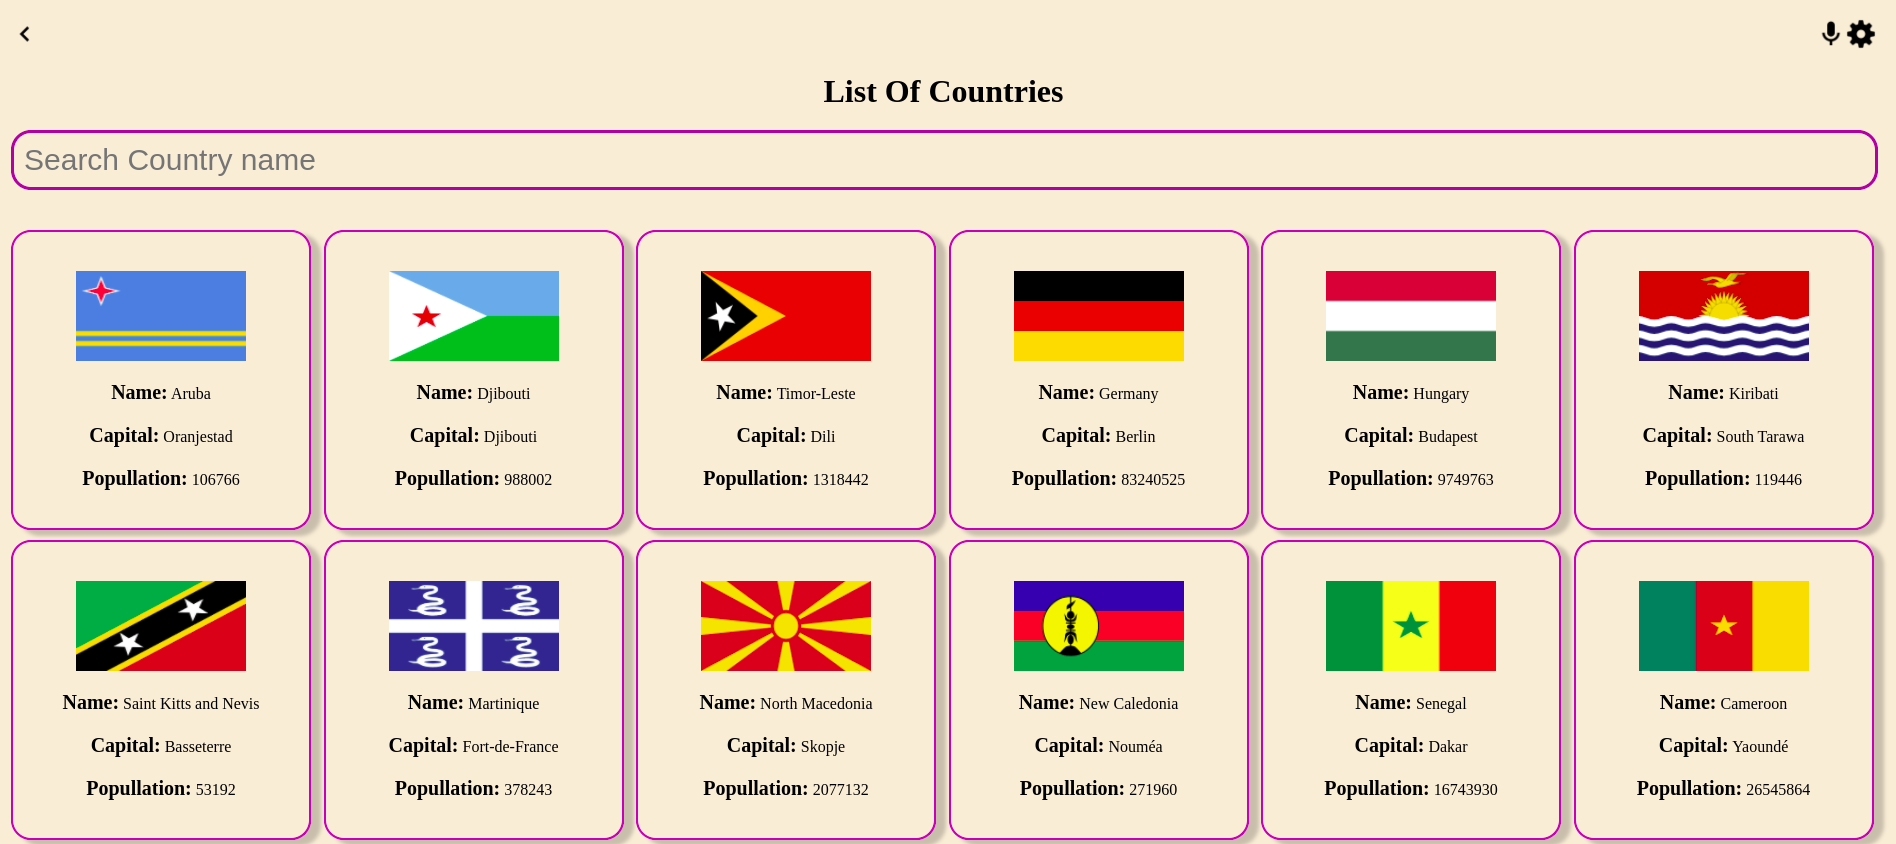 List Of Countries
Search Country name
Name: Aruba
Capital: Oranjestad
Popullation: 106766
Name: Djibouti
Capital: Djibouti
Popullation: 988002
Name: Timor-Leste
Capital: Dili
Popullation: 1318442
Name: Germany
Capital: Berlin
Popullation: 83240525
Name: Hungary
Capital: Budapest
Popullation: 9749763
Name: Kiribati
Capital: South Tarawa
Popullation: 119446
Name: Saint Kitts and Nevis
Capital: Basseterre
Popullation: 53192
Name: Martinique
Capital: Fort-de-France
Popullation: 378243
Name: North Macedonia
Capital: Skopje
Popullation: 2077132
Name: New Caledonia
Capital: Nouméa
Popullation: 271960
Name: Senegal
Capital: Dakar
Popullation: 16743930
Name: Cameroon
Capital: Yaoundé
Popullation: 26545864